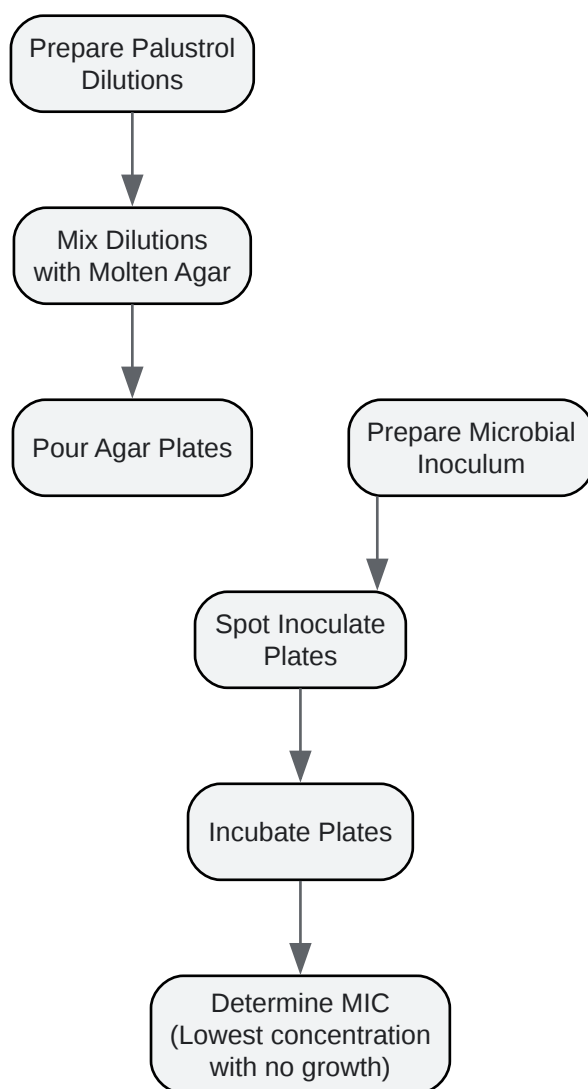 Prepare Palustrol
Dilutions
Mix Dilutions
with Molten Agar
Pour Agar Plates
Prepare Microbial
Inoculum
Spot Inoculate
Plates
Incubate Plates
Determine MIC
(Lowest concentration
with no growth)